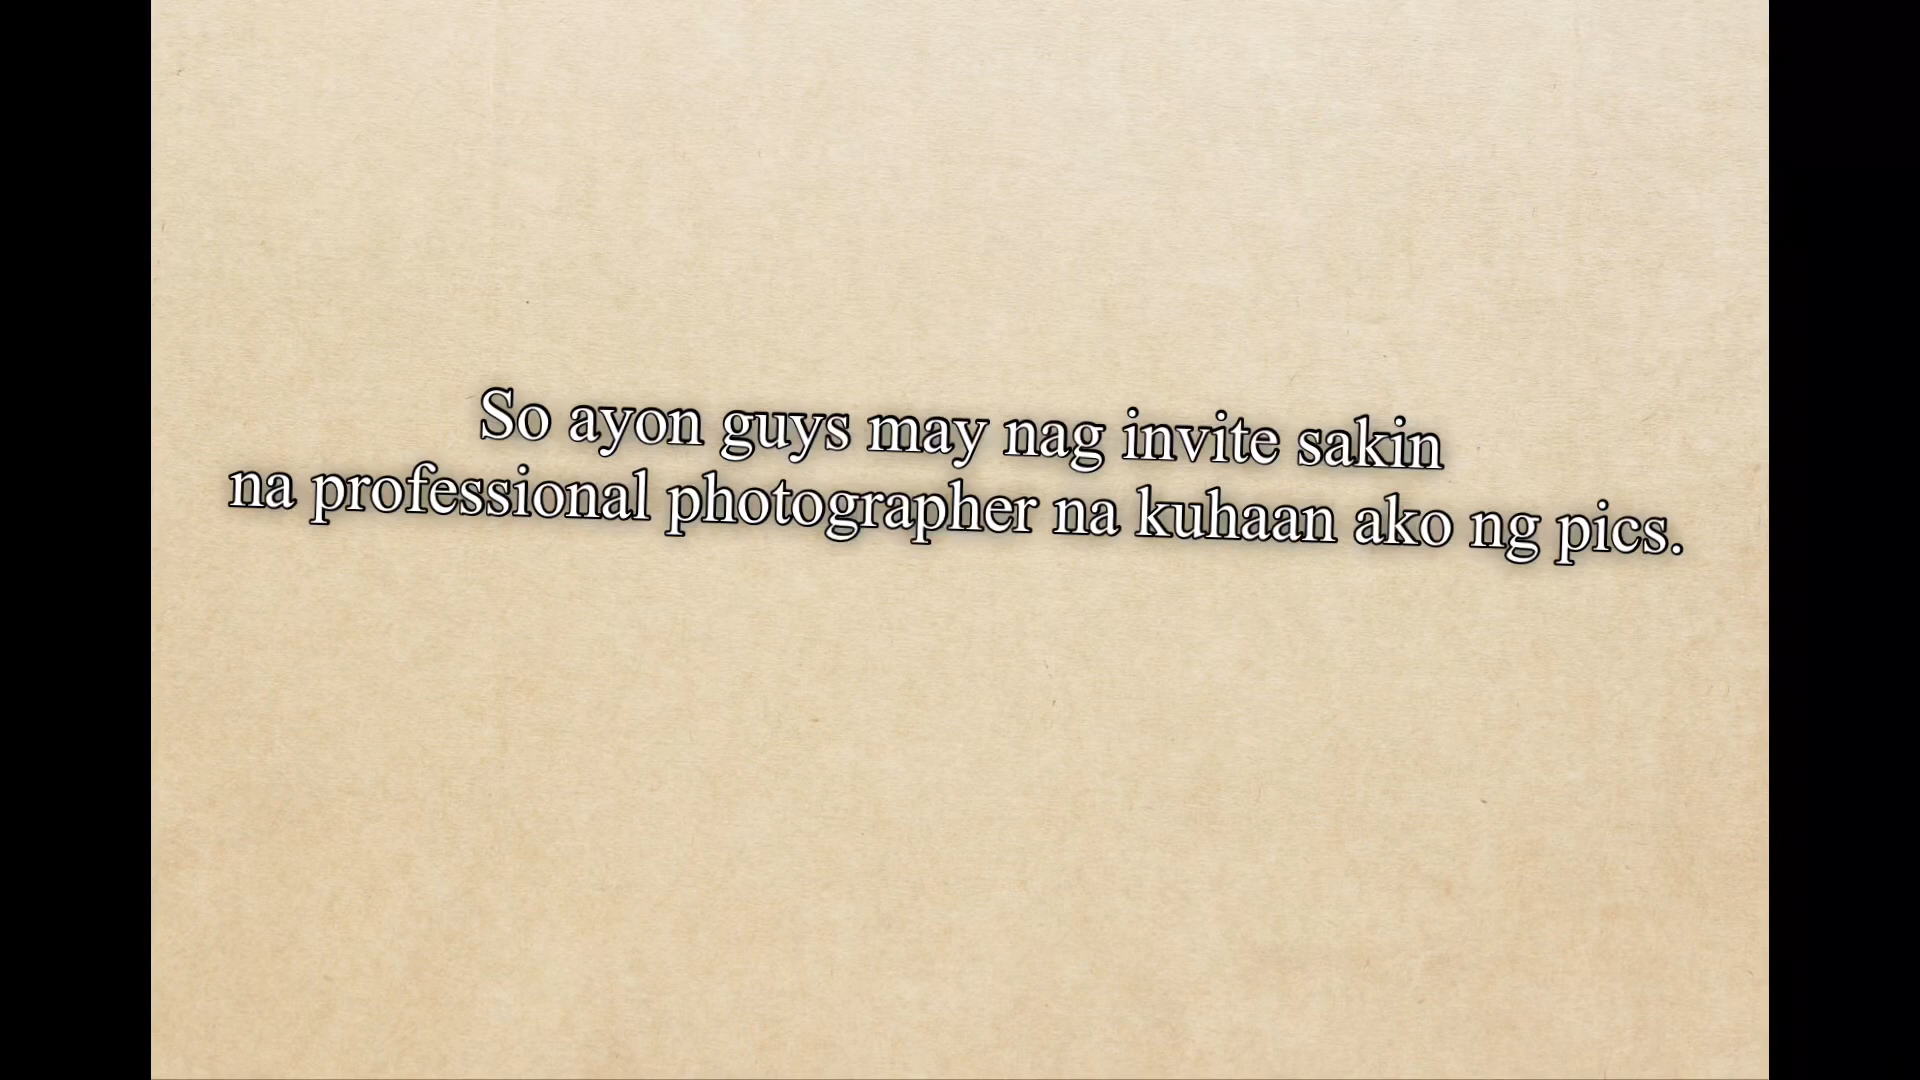 So ayon guys may nag invite sakin
na professional photographer na kuhaan ako ng pics.